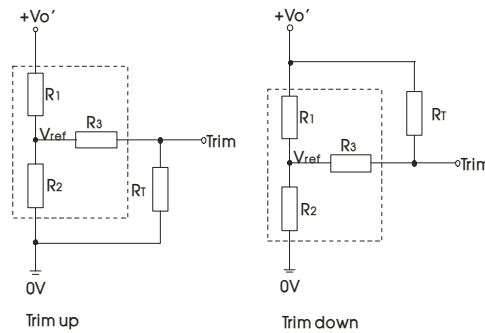 +Vo'
R1
Vref
R3
Trim
R2
RT
0V
Trim up
+Vo'
R1
RT
Vref
R3
Trim
R2
0V
Trim down